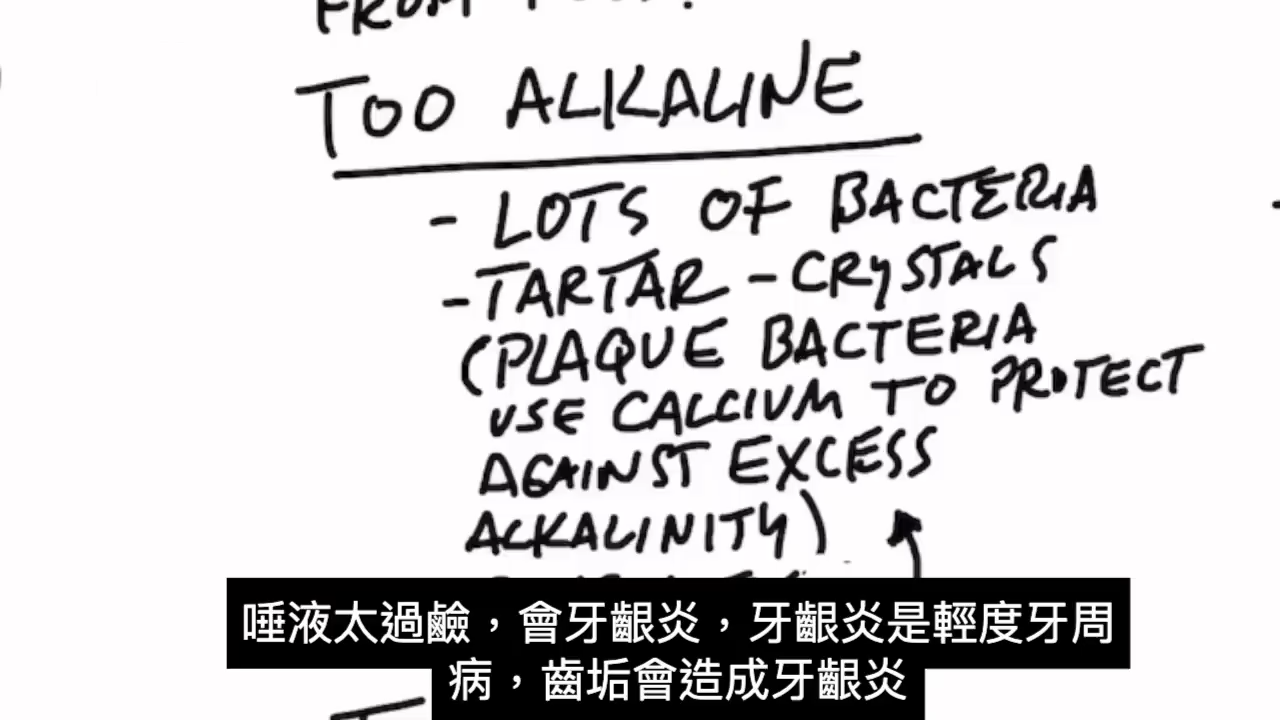 FROM
TOO ALKALINE
- LOTS OF BACTERIA
- TARTAR - CRYSTALS
(PLAQUE BACTERIA
USE CALCIUM TO PROTECT
AGAINST EXCESS
ALKALINITY)
唾液太過鹼，會牙齦炎，牙齦炎是輕度牙周
病，齒垢會造成牙齦炎